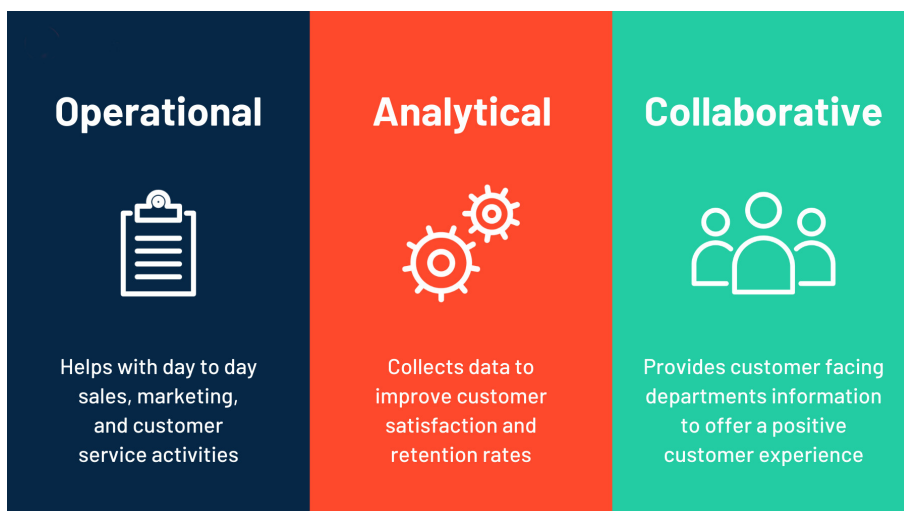 Operational
Helps with day to day
sales, marketing,
and customer
service activities
Analytical
Collects data to
improve customer
satisfaction and
retention rates
Collaborative
Provides customer facing
departments information
to offer a positive
customer experience